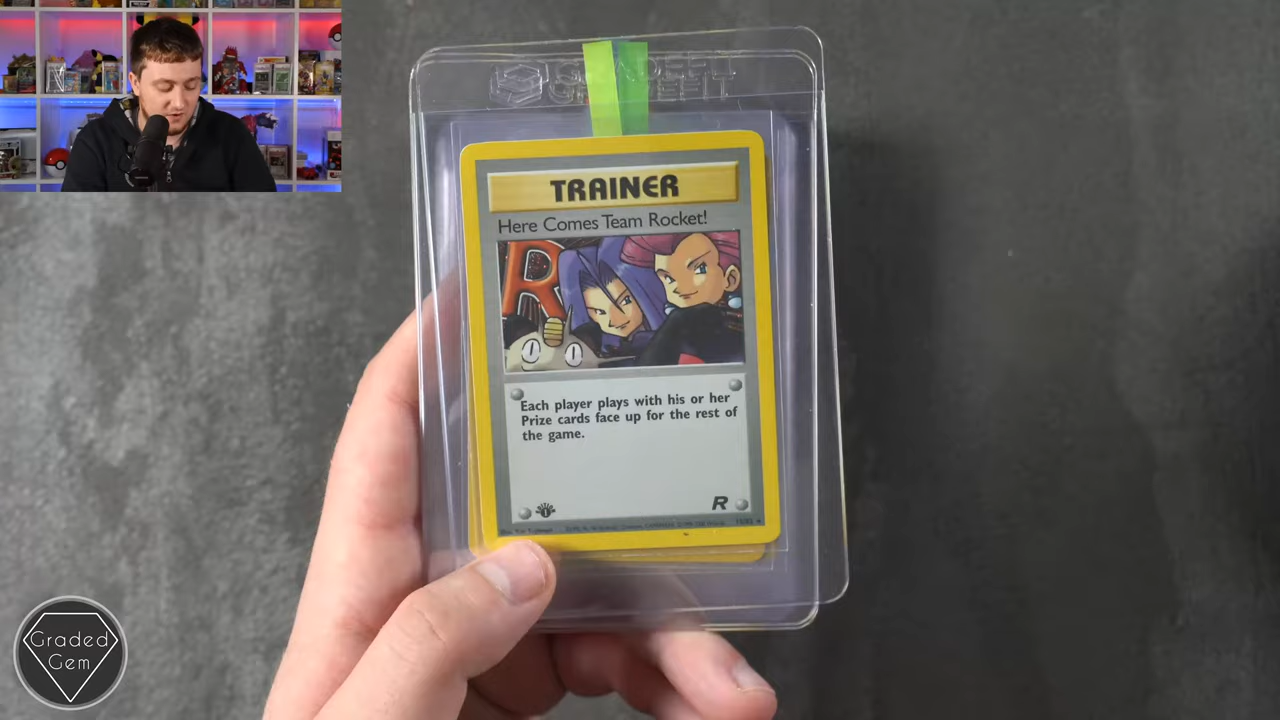 TRAINER
Here Comes Team Rocket!
R
Each player plays with his or her
Prize cards face up for the rest of
the game.
1 R
Graded
Gem